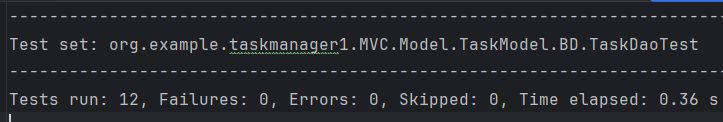 -------------------------------------------------------------------------------
Test set: org.example.taskmanager1.MVC.Model.TaskModel.BD.TaskDaoTest
-------------------------------------------------------------------------------
Tests run: 12, Failures: 0, Errors: 0, Skipped: 0, Time elapsed: 0.36 s